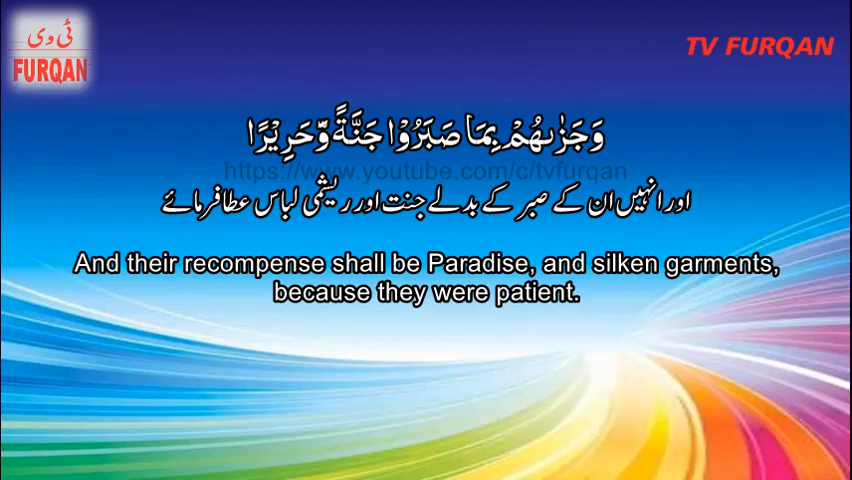 ٹی وی
FURQAN
TV FURQAN
وَجَزٰىهُمْ بِمَا صَبَرُوْا جَنَّةً وَّحَرِيْرًا
https://www.youtube.com/c/tvfurqan
اور انہیں ان کے صبر کے بدلے جنت اور ریشمی لباس عطا فرمائے
And their recompense shall be Paradise, and silken garments,
because they were patient.